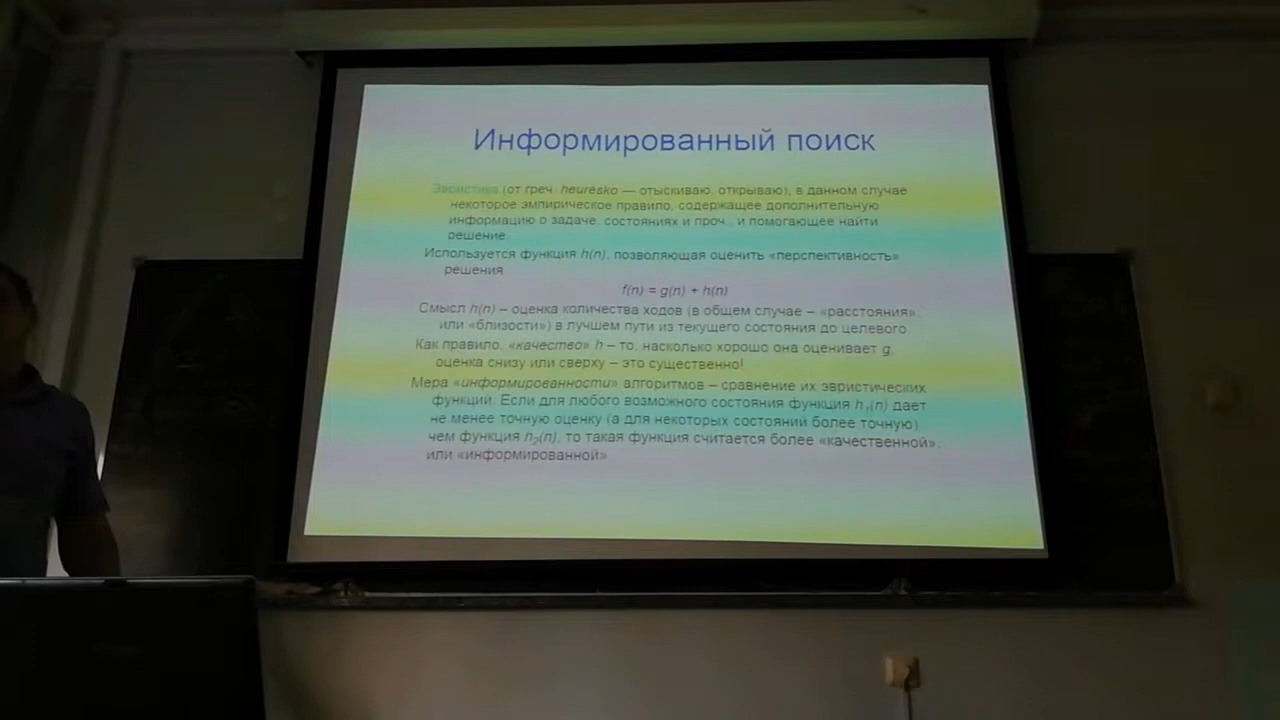 Информированный поиск
Эвристика (от греч. heuresko — отыскиваю, открываю), в данном случае
некоторое эмпирическое правило, содержащее дополнительную
информацию о задаче, состояниях и проч., и помогающее найти
решение.
Используется функция h(n), позволяющая оценить «перспективность»
решения
f(n) = g(n) + h(n)
Смысл h(n) – оценка количества ходов (в общем случае – «расстояния»,
или «близости») в лучшем пути из текущего состояния до целевого
Как правило, «качество» h – то, насколько хорошо она оценивает g,
оценка снизу или сверху – это существенно!
Мера «информированности» алгоритмов – сравнение их эвристических
функций. Если для любого возможного состояния функция h₁(n) дает
не менее точную оценку (а для некоторых состояний более точную)
чем функция h₂(n), то такая функция считается более «качественной»,
или «информированной»